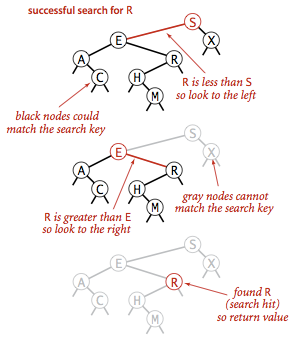 successful search for R
S
E
X
A
R
C
H
M
R is less than S
so look to the left
black nodes could
match the search key
S
E
X
A
R
C
H
M
gray nodes cannot
match the search key
R is greater than E
so look to the right
S
E
X
A
R
C
H
M
found R
(search hit)
so return value